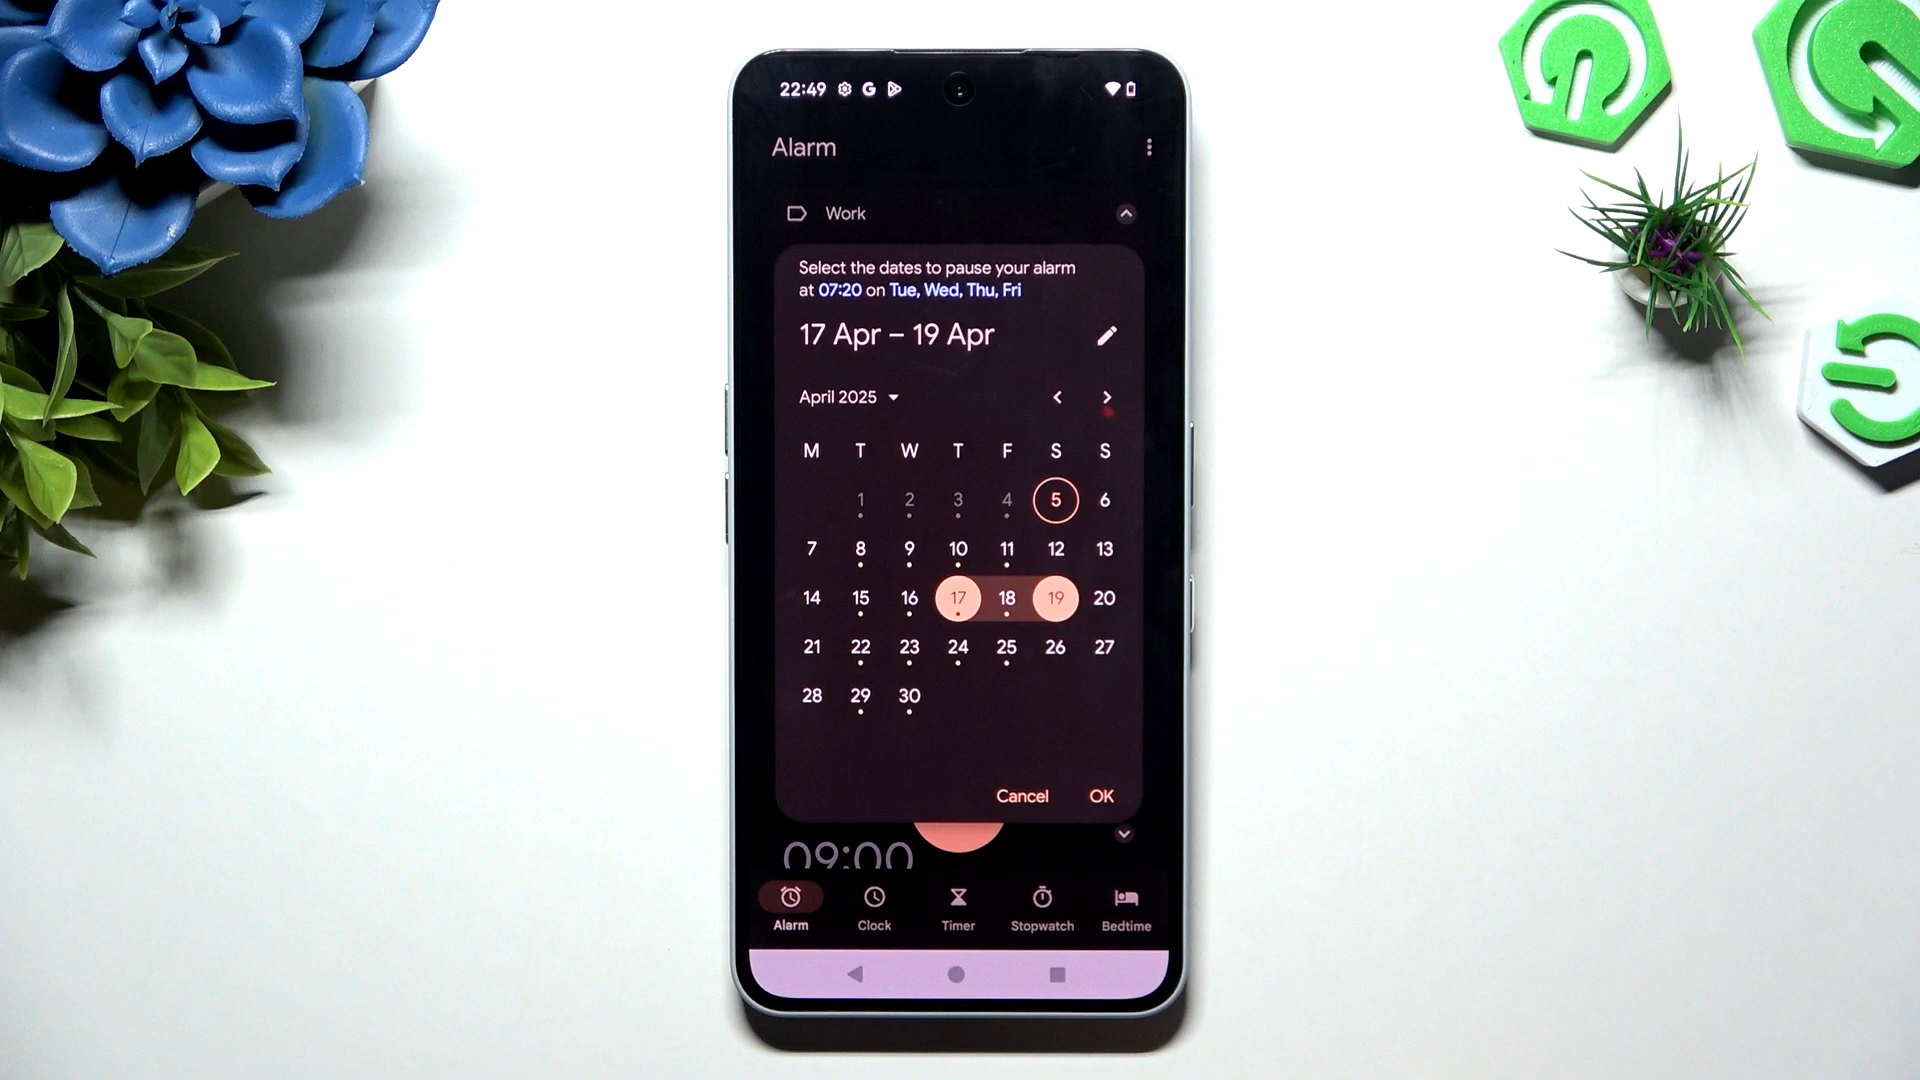 22:49
Alarm
Work
Select the dates to pause your alarm
at 07:20 on Tue, Wed, Thu, Fri
17 Apr – 19 Apr
April 2025
M T W T F S S
1 2 3 4 5 6
7 8 9 10 11 12 13
14 15 16 17 18 19 20
21 22 23 24 25 26 27
28 29 30
Cancel OK
09:00
Alarm Clock Timer Stopwatch Bedtime